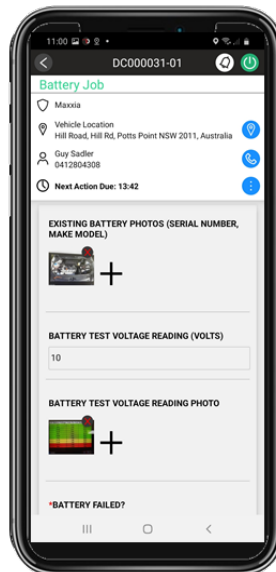 11:00
DC000031-01
Battery Job
Maxxia
Vehicle Location
Hill Road, Hill Rd, Potts Point NSW 2011, Australia
Guy Sadler
0412804308
Next Action Due: 13:42
EXISTING BATTERY PHOTOS (SERIAL NUMBER,
MAKE MODEL)
BATTERY TEST VOLTAGE READING (VOLTS)
10
BATTERY TEST VOLTAGE READING PHOTO
*BATTERY FAILED?